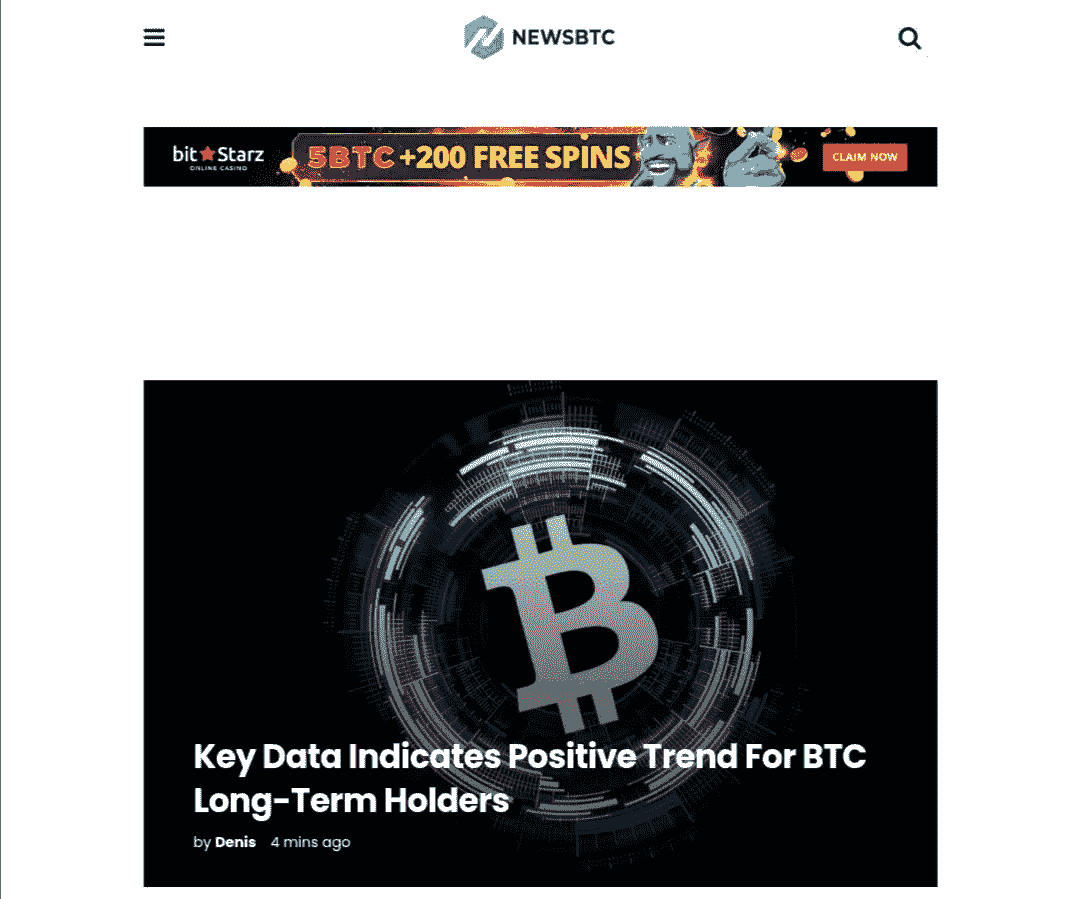 NEWSBTC
bit Starz
ONLINE CASINO
5BTC +200 FREE SPINS
CLAIM NOW
Key Data Indicates Positive Trend For BTC
Long-Term Holders
by Denis 4 mins ago